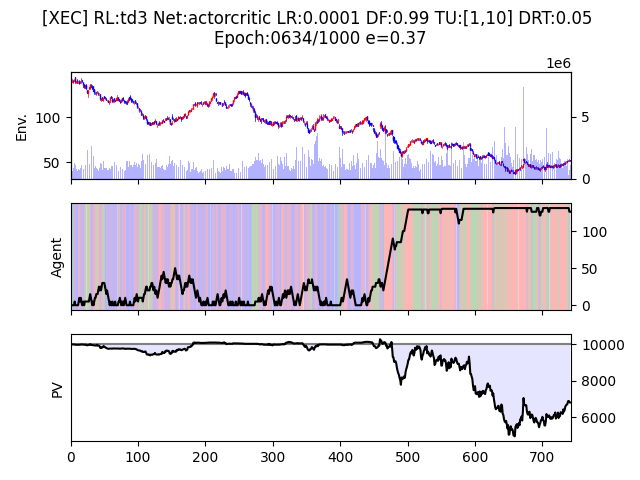 [XEC] RL:td3 Net:actorcritic LR:0.0001 DF:0.99 TU:[1,10] DRT:0.05
Epoch:0634/1000 e=0.37
1e6
Env.
100
50
5
0
Agent
100
50
0
PV
10000
8000
6000
0 100 200 300 400 500 600 700